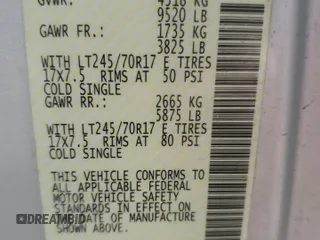 GVWR: 4318 KG
9520 LB
GAWR FR: 1735 KG
3825 LB
WITH LT245/70R17 E TIRES
17X7.5 RIMS AT 50 PSI
COLD SINGLE
GAWR RR: 2665 KG
5875 LB
WITH LT245/70R17 E TIRES
17X7.5 RIMS AT 80 PSI
COLD SINGLE
THIS VEHICLE CONFORMS TO
ALL APPLICABLE FEDERAL
MOTOR VEHICLE SAFETY
STANDARDS IN EFFECT ON
DATE OF MANUFACTURE
SHOWN ABOVE
DREAMBID